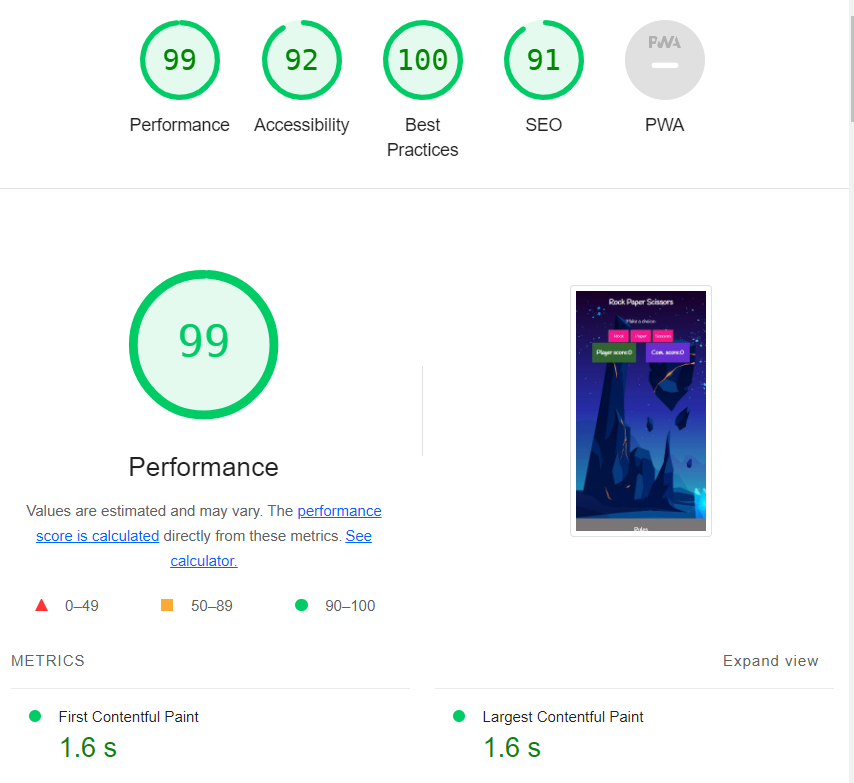 99
92
100
91
PWA
Performance
Accessibility
Best
Practices
SEO
PWA
99
Performance
Values are estimated and may vary. The performance
score is calculated directly from these metrics. See
calculator.
0–49
50–89
90–100
Rock Paper Scissors
Make a choice
Rock
Paper
Scissors
Player score:0
Com. score:0
Rules
METRICS
Expand view
First Contentful Paint
1.6 s
Largest Contentful Paint
1.6 s